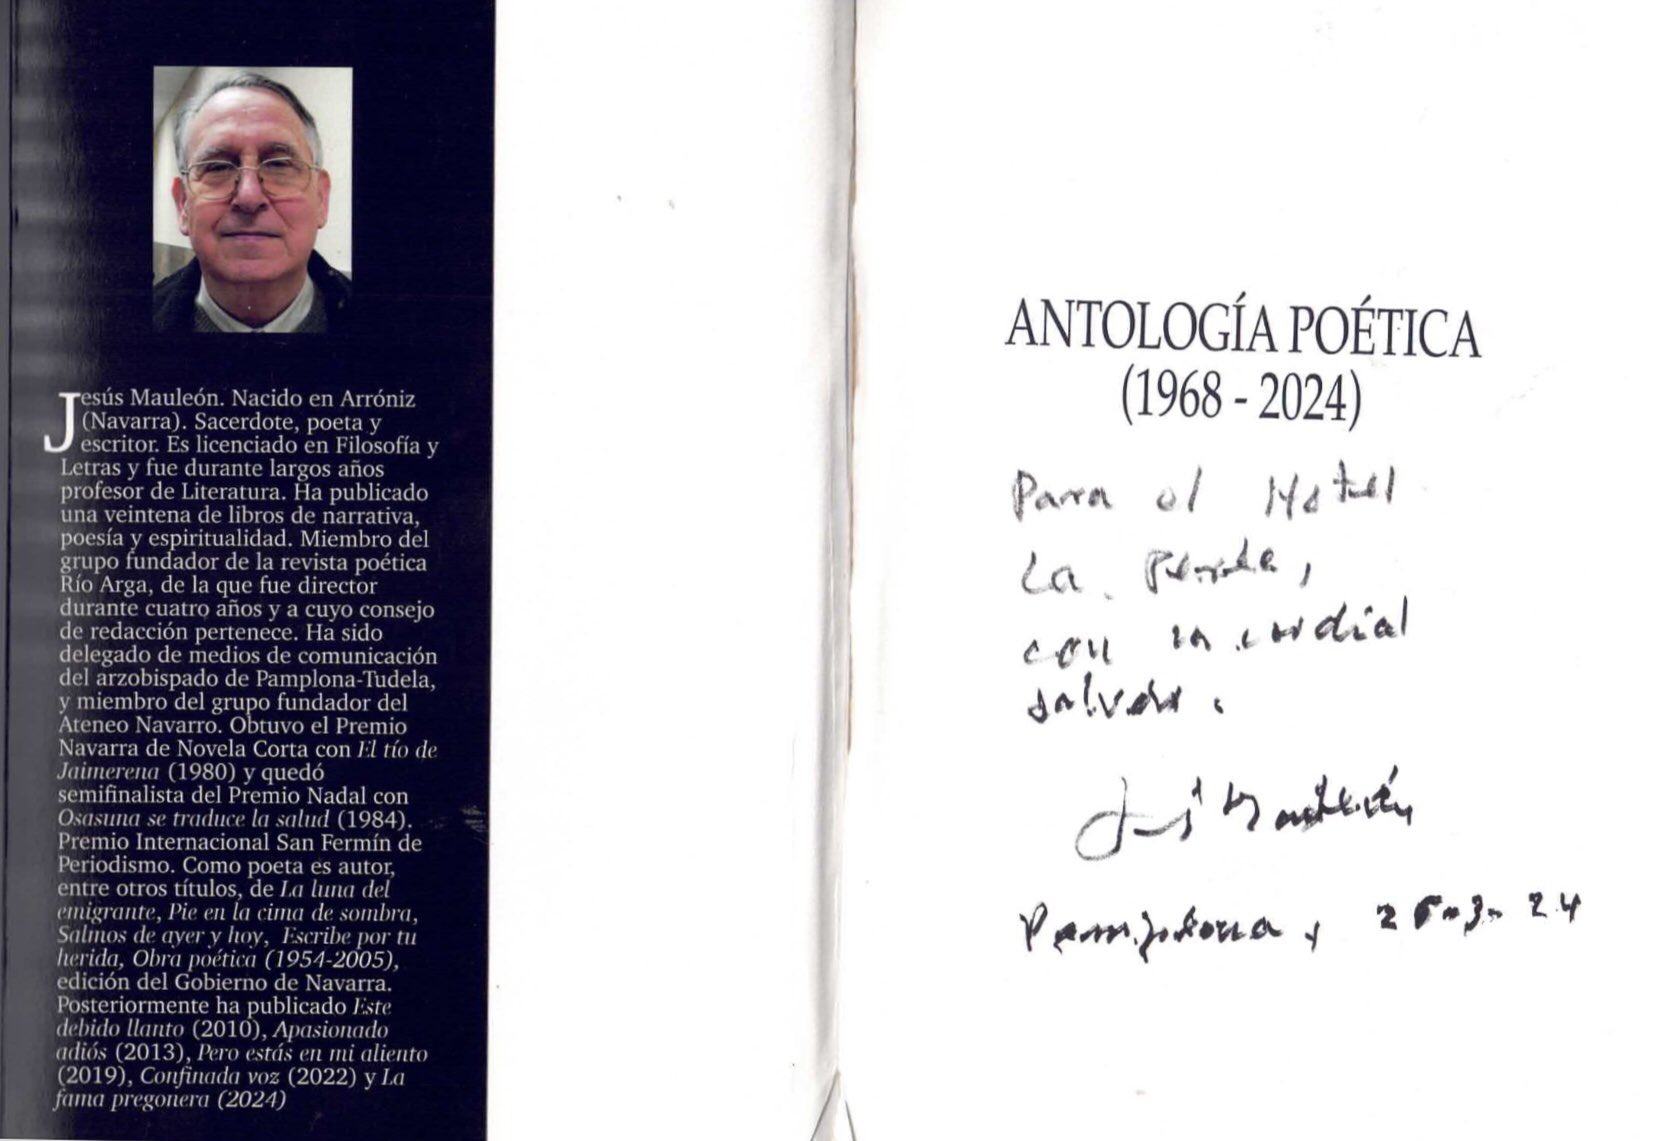 Jesús Mauleón. Nacido en Arróniz
(Navarra). Sacerdote, poeta y
escritor. Es licenciado en Filosofía y
Letras y fue durante largos años
profesor de Literatura. Ha publicado
una veintena de libros de narrativa,
poesía y espiritualidad. Miembro del
grupo fundador de la revista poética
Río Arga, de la que fue director
durante cuatro años y a cuyo consejo
de redacción pertenece. Ha sido
delegado de medios de comunicación
del arzobispado de Pamplona-Tudela,
y miembro del grupo fundador del
Ateneo Navarro. Obtuvo el Premio
Navarra de Novela Corta con El tío de
Jaimerena (1980) y quedó
semifinalista del Premio Nadal con
Osasuna se traduce la salud (1984).
Premio Internacional San Fermín de
Periodismo. Como poeta es autor,
entre otros títulos, de La luna del
emigrante, Pie en la cima de sombra,
Salmos de ayer y hoy, Escribe por tu
herida, Obra poética (1954-2005),
edición del Gobierno de Navarra.
Posteriormente ha publicado Este
debido llanto (2010), Apasionado
adiós (2013), Pero estás en mi aliento
(2019), Confinada voz (2022) y La
fama pregonera (2024)
ANTOLOGÍA POÉTICA
(1968 - 2024)
Para el Hotel
La Perla,
con un cordial
saludo.
Jesús Mauleón
Pamplona, 3-24